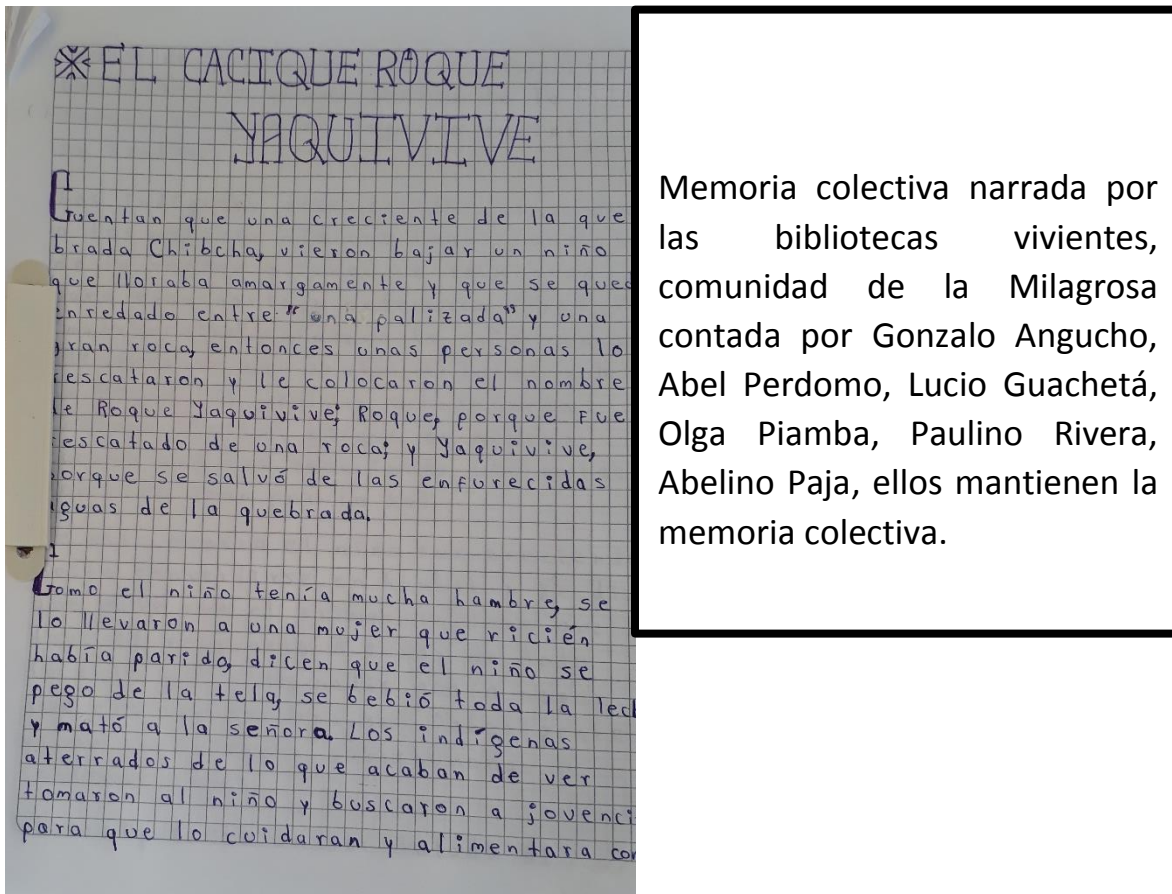 EL CACIQUE ROQUE
YAQUIVIVE
Cuentan que una creciente de la que
brada Chibcha, vieron bajar un niño
que lloraba amargamente y que se qued
enredado entre "una palizada" y una
gran roca, entonces unas personas lo
rescataron y le colocaron el nombre
de Roque Yaquivive; Roque, porque Fue
rescatado de una roca; y Yaquivive,
porque se salvó de las enfurecidas
aguas de la quebrada.
Como el niño tenía mucha hambre, se
lo llevaron a una mujer que ricién
había parido, dicen que el niño se
pego de la tela, se bebió toda la lech
y mató a la señora. Los indígenas
aterrados de lo que acaban de ver
tomaron al niño y buscaron a jovenci
para que lo cuidaran y alimentara con
Memoria colectiva narrada por
las bibliotecas vivientes,
comunidad de la Milagrosa
contada por Gonzalo Angucho,
Abel Perdomo, Lucio Guachetá,
Olga Piamba, Paulino Rivera,
Abelino Paja, ellos mantienen la
memoria colectiva.